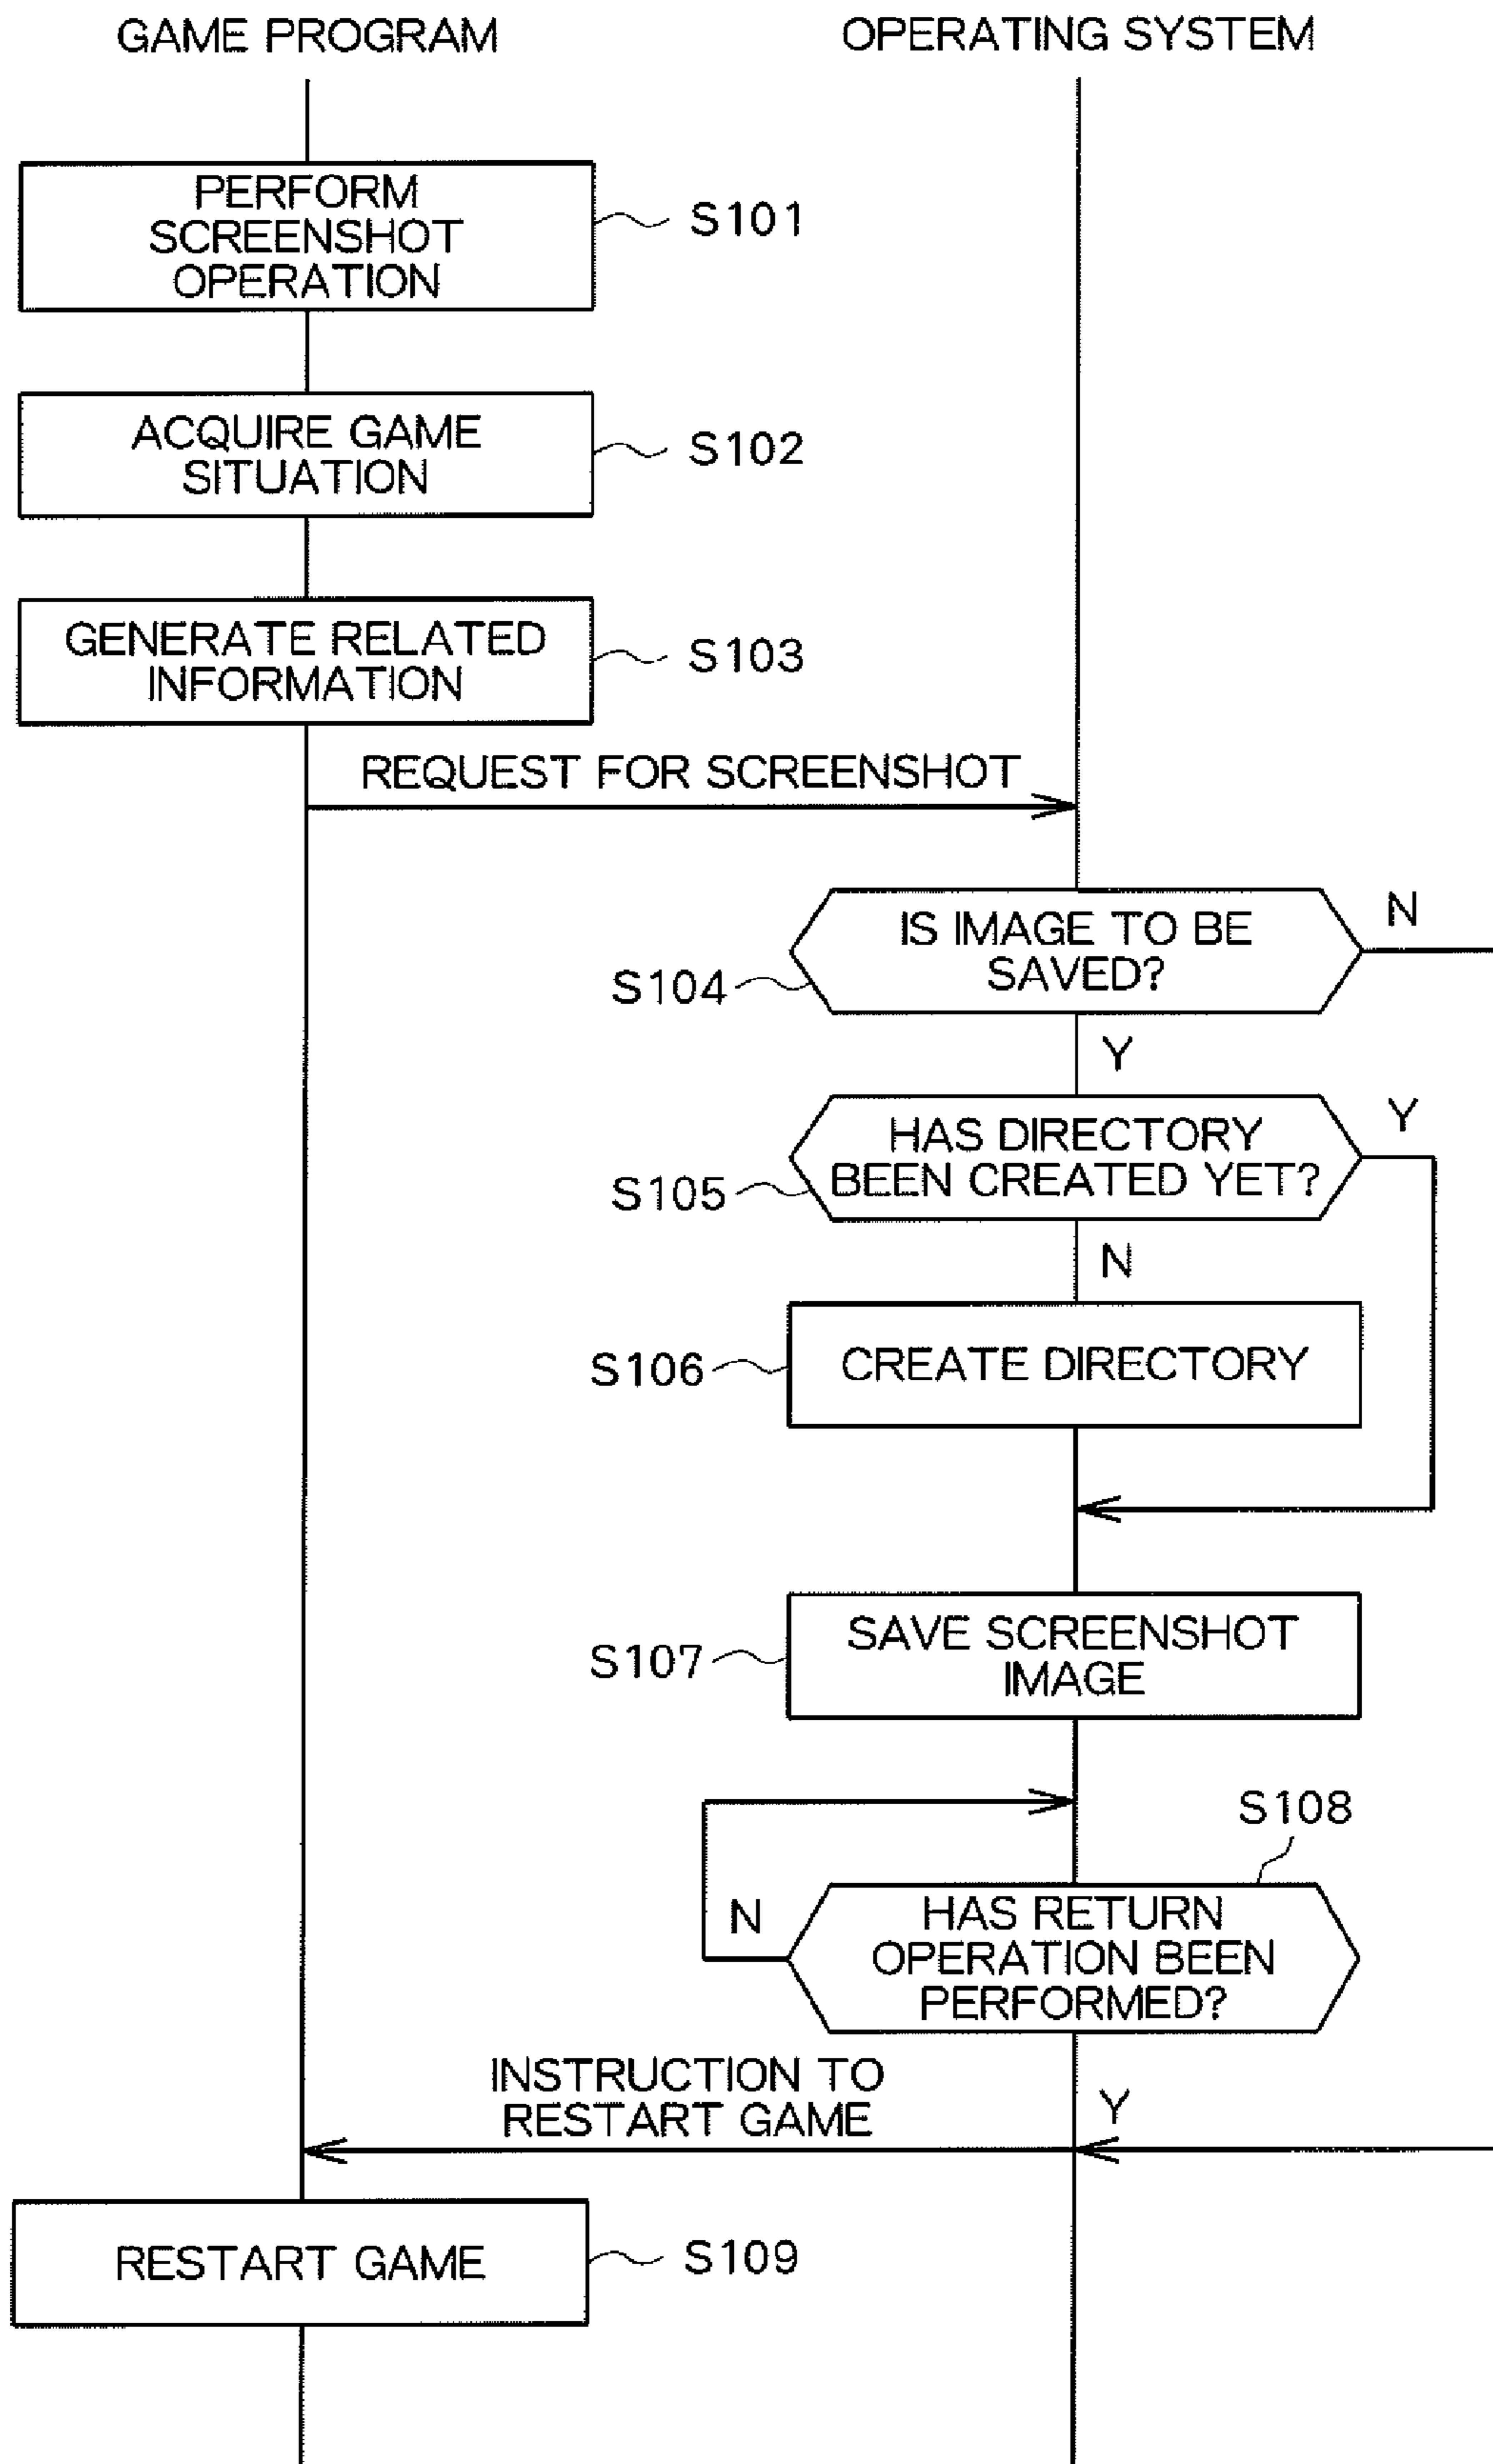 GAME PROGRAM
OPERATING SYSTEM
PERFORM
SCREENSHOT
OPERATION
S101
ACQUIRE GAME
SITUATION
S102
GENERATE RELATED
INFORMATION
S103
REQUEST FOR SCREENSHOT
IS IMAGE TO BE
SAVED?
N
S104
Y
HAS DIRECTORY
BEEN CREATED YET?
Y
S105
N
CREATE DIRECTORY
S106
SAVE SCREENSHOT
IMAGE
S107
S108
HAS RETURN
OPERATION BEEN
PERFORMED?
N
INSTRUCTION TO
RESTART GAME
Y
RESTART GAME
S109